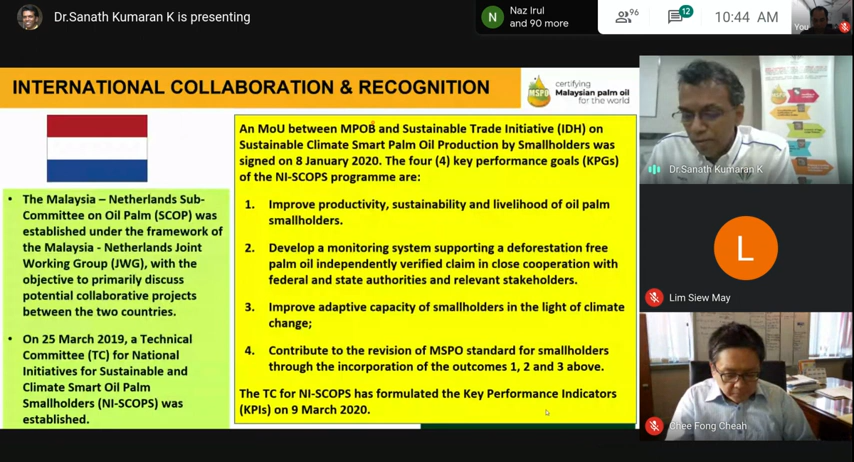 Dr.Sanath Kumaran K is presenting
N
Naz Irul
and 90 more
96
12
10:44 AM
You
INTERNATIONAL COLLABORATION & RECOGNITION
MSPO
certifying
Malaysian palm oil
for the world
• The Malaysia – Netherlands Sub-
Committee on Oil Palm (SCOP) was
established under the framework of
the Malaysia - Netherlands Joint
Working Group (JWG), with the
objective to primarily discuss
potential collaborative projects
between the two countries.
• On 25 March 2019, a Technical
Committee (TC) for National
Initiatives for Sustainable and
Climate Smart Oil Palm
Smallholders (NI-SCOPS) was
established.
An MoU between MPOB and Sustainable Trade Initiative (IDH) on
Sustainable Climate Smart Palm Oil Production by Smallholders was
signed on 8 January 2020. The four (4) key performance goals (KPGs)
of the NI-SCOPS programme are:
1. Improve productivity, sustainability and livelihood of oil palm
smallholders.
2. Develop a monitoring system supporting a deforestation free
palm oil independently verified claim in close cooperation with
federal and state authorities and relevant stakeholders.
3. Improve adaptive capacity of smallholders in the light of climate
change;
4. Contribute to the revision of MSPO standard for smallholders
through the incorporation of the outcomes 1, 2 and 3 above.
The TC for NI-SCOPS has formulated the Key Performance Indicators
(KPIs) on 9 March 2020.
MSPO
Dr.Sanath Kumaran K
L
Lim Siew May
Chee Fong Cheah